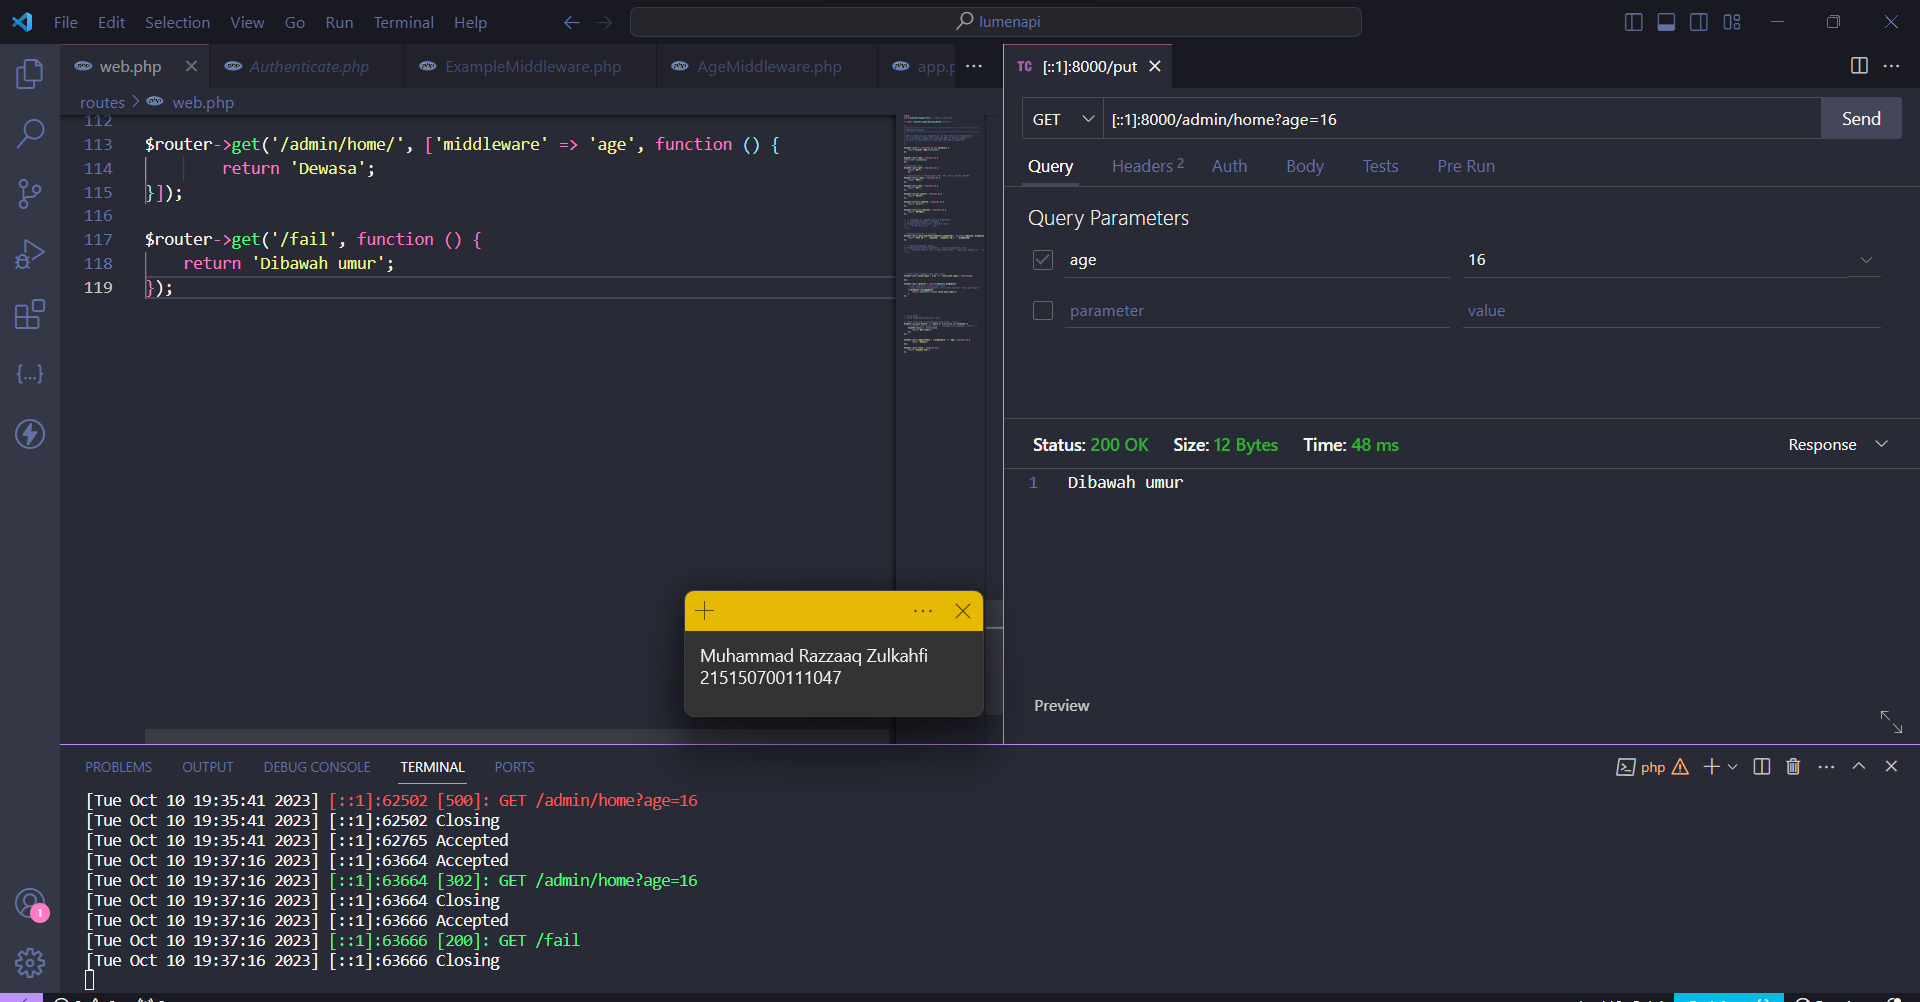 File Edit Selection View Go Run Terminal Help
lumenapi
web.php
Authenticate.php
ExampleMiddleware.php
AgeMiddleware.php
app.p
routes > web.php
112
113 $router->get('/admin/home/', ['middleware' => 'age', function () {
114 return 'Dewasa';
115 }]);
116
117 $router->get('/fail', function () {
118 return 'Dibawah umur';
119 });
TC [::1]:8000/put
GET [::1]:8000/admin/home?age=16 Send
Query Headers 2 Auth Body Tests Pre Run
Query Parameters
age 16
parameter value
Status: 200 OK Size: 12 Bytes Time: 48 ms Response
1 Dibawah umur
Preview
Muhammad Razzaaq Zulkahfi
215150700111047
PROBLEMS OUTPUT DEBUG CONSOLE TERMINAL PORTS
php
[Tue Oct 10 19:35:41 2023] [::1]:62502 [500]: GET /admin/home?age=16
[Tue Oct 10 19:35:41 2023] [::1]:62502 Closing
[Tue Oct 10 19:35:41 2023] [::1]:62765 Accepted
[Tue Oct 10 19:37:16 2023] [::1]:63664 Accepted
[Tue Oct 10 19:37:16 2023] [::1]:63664 [302]: GET /admin/home?age=16
[Tue Oct 10 19:37:16 2023] [::1]:63664 Closing
[Tue Oct 10 19:37:16 2023] [::1]:63666 Accepted
[Tue Oct 10 19:37:16 2023] [::1]:63666 [200]: GET /fail
[Tue Oct 10 19:37:16 2023] [::1]:63666 Closing
1